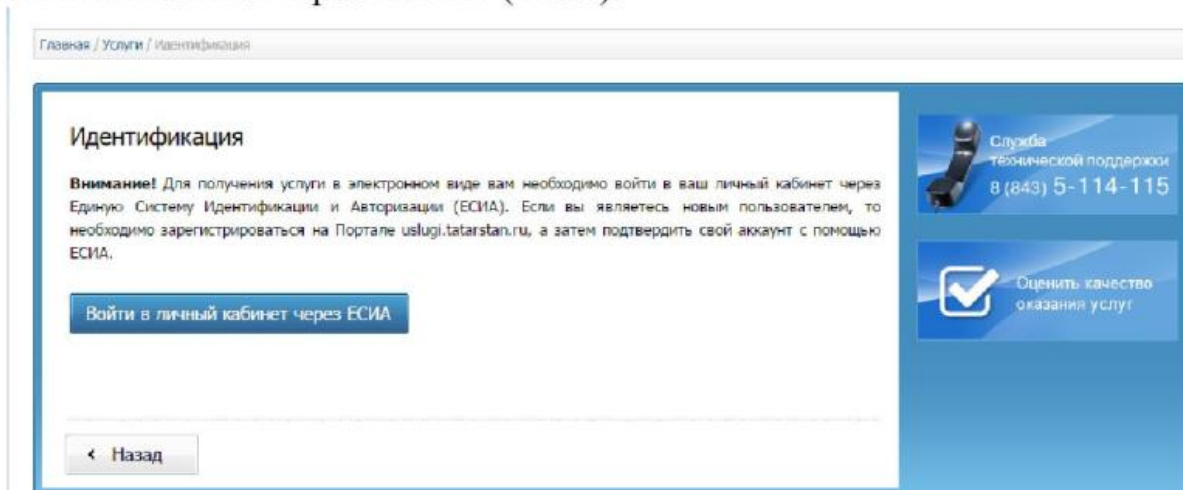 Главная / Услуги / Идентификация
Идентификация
Внимание! Для получения услуги в электронном виде вам необходимо войти в ваш личный кабинет через
Единую Систему Идентификации и Авторизации (ЕСИА). Если вы являетесь новым пользователем, то
необходимо зарегистрироваться на Портале uslugi.tatarstan.ru, а затем подтвердить свой аккаунт с помощью
ЕСИА.
Войти в личный кабинет через ЕСИА
< Назад
Служба
технической поддержки
8 (843) 5-114-115
Оценить качество
оказания услуг